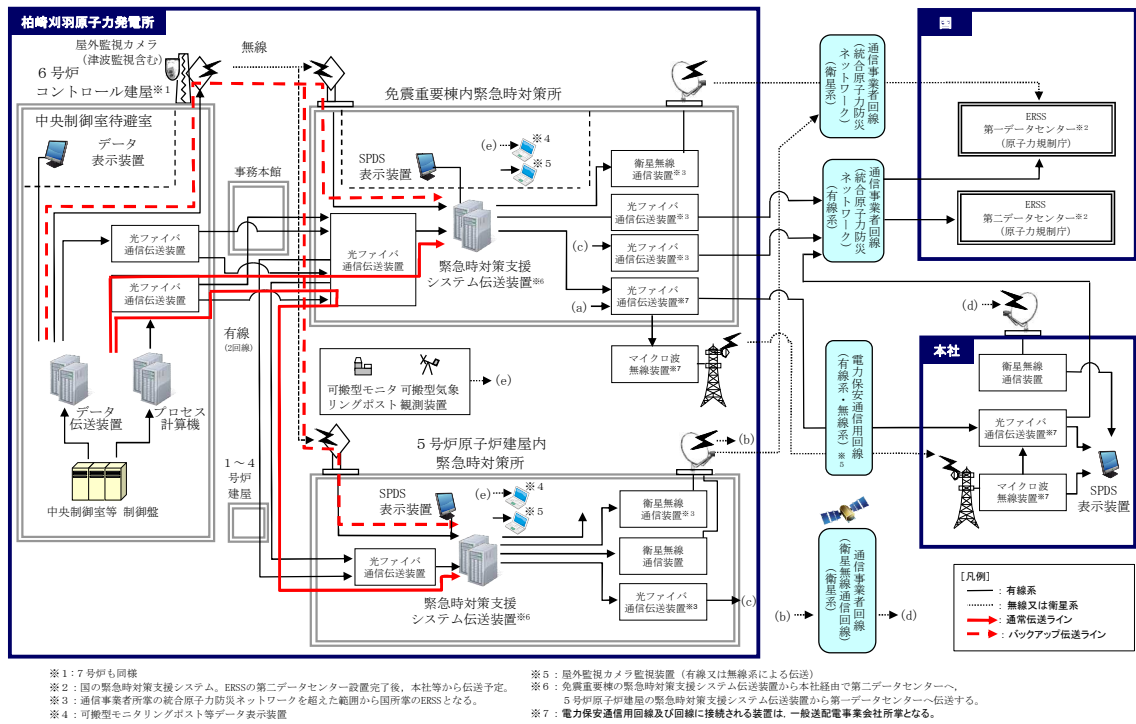 柏崎刈羽原子力発電所
屋外監視カメラ
（津波監視含む）
無線
6号炉
コントロール建屋※1
中央制御室待避室
データ
表示装置
事務本館
光ファイバ
通信伝送装置
光ファイバ
通信伝送装置
有線
(2回線)
データ
伝送装置
プロセス
計算機
中央制御室等 制御盤
1～4
号炉
建屋
免震重要棟内緊急時対策所
SPDS
表示装置
(e)
※4
※5
光ファイバ
通信伝送装置
緊急時対策支援
システム伝送装置※6
衛星無線
通信装置※3
光ファイバ
通信伝送装置※3
(c)
光ファイバ
通信伝送装置※3
(a)
光ファイバ
通信伝送装置※7
マイクロ波
無線装置※7
可搬型モニタ
リングポスト
可搬型気象
観測装置
(e)
5号炉原子炉建屋内
緊急時対策所
SPDS
表示装置
(e)
※4
※5
光ファイバ
通信伝送装置
緊急時対策支援
システム伝送装置※6
衛星無線
通信装置※3
衛星無線
通信装置
光ファイバ
通信伝送装置※3
(b)
(c)
通信事業者回線
（統合原子力防災
ネットワーク）
（衛星系）
通信事業者回線
（統合原子力防災
ネットワーク）
（有線系）
電力保安通信用回線
（有線系・無線系）
※5
通信事業者回線
（衛星無線通信回線）
（衛星系）
(b)
(d)
国
ERSS
第一データセンター※2
(原子力規制庁)
ERSS
第二データセンター※2
(原子力規制庁)
(d)
本社
衛星無線
通信装置
光ファイバ
通信伝送装置※7
マイクロ波
無線装置※7
SPDS
表示装置
[凡例]
：有線系
：無線又は衛星系
：通常伝送ライン
：バックアップ伝送ライン
※1：7号炉も同様
※2：国の緊急時対策支援システム。ERSSの第二データセンター設置完了後，本社等から伝送予定。
※3：通信事業者所掌の統合原子力防災ネットワークを超えた範囲から国所掌のERSSとなる。
※4：可搬型モニタリングポスト等データ表示装置
※5：屋外監視カメラ監視装置（有線又は無線系による伝送）
※6：免震重要棟の緊急時対策支援システム伝送装置から本社経由で第二データセンターへ，
5号炉原子炉建屋の緊急時対策支援システム伝送装置から第一データセンターへ伝送する。
※7：電力保安通信用回線及び回線に接続される装置は、一般送配電事業会社所掌となる。